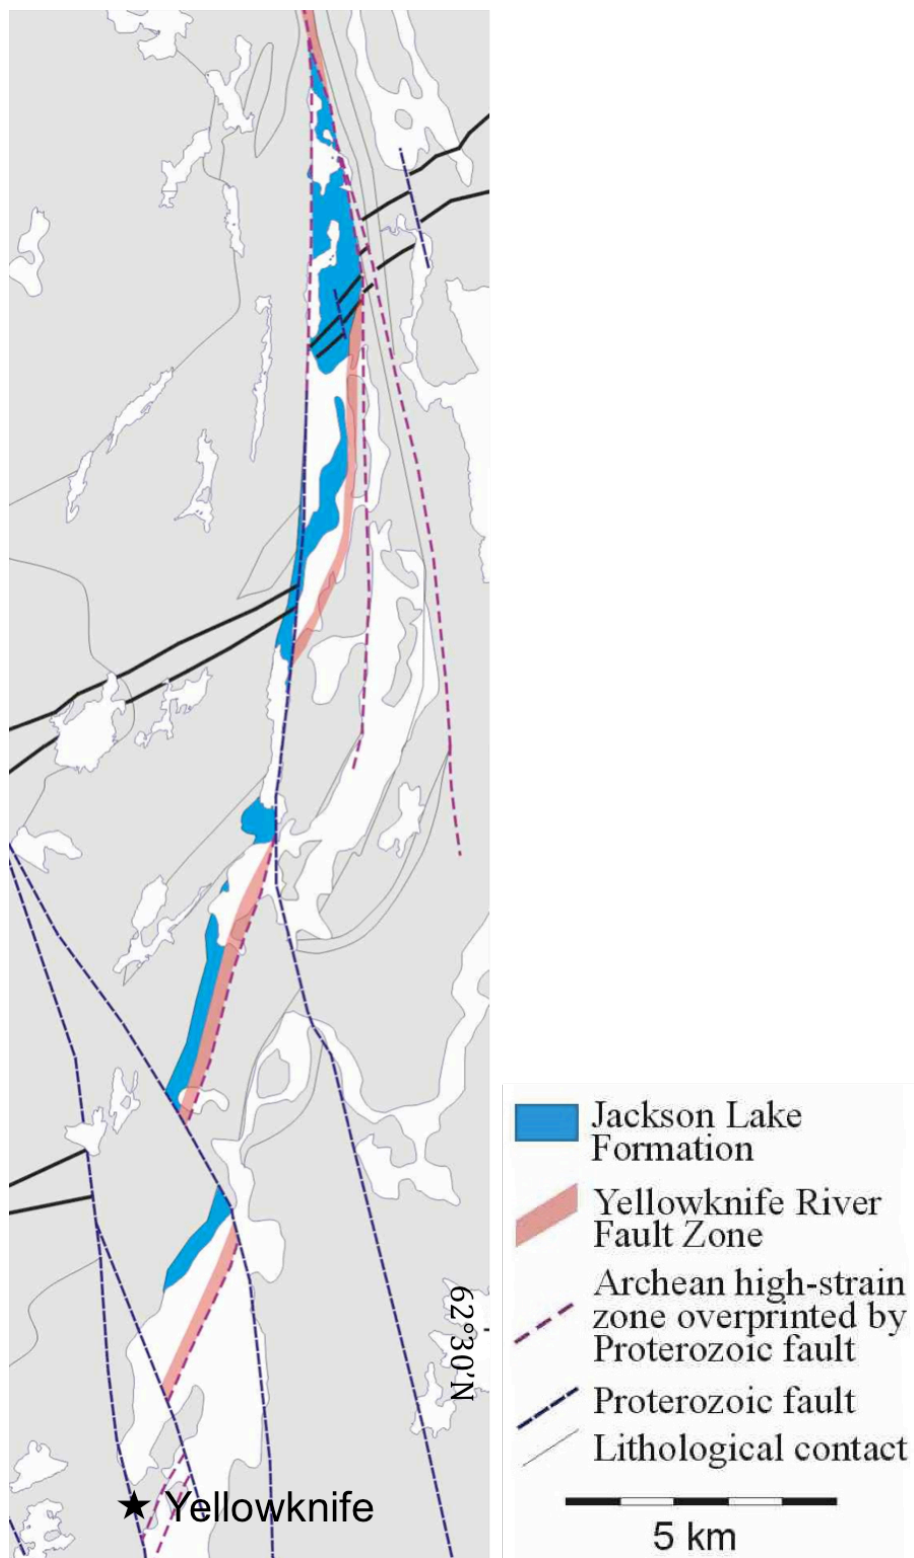 Jackson Lake
Formation
Yellowknife River
Fault Zone
Archean high-strain
zone overprinted by
Proterozoic fault
Proterozoic fault
Lithological contact
5 km
62°30'N
Yellowknife